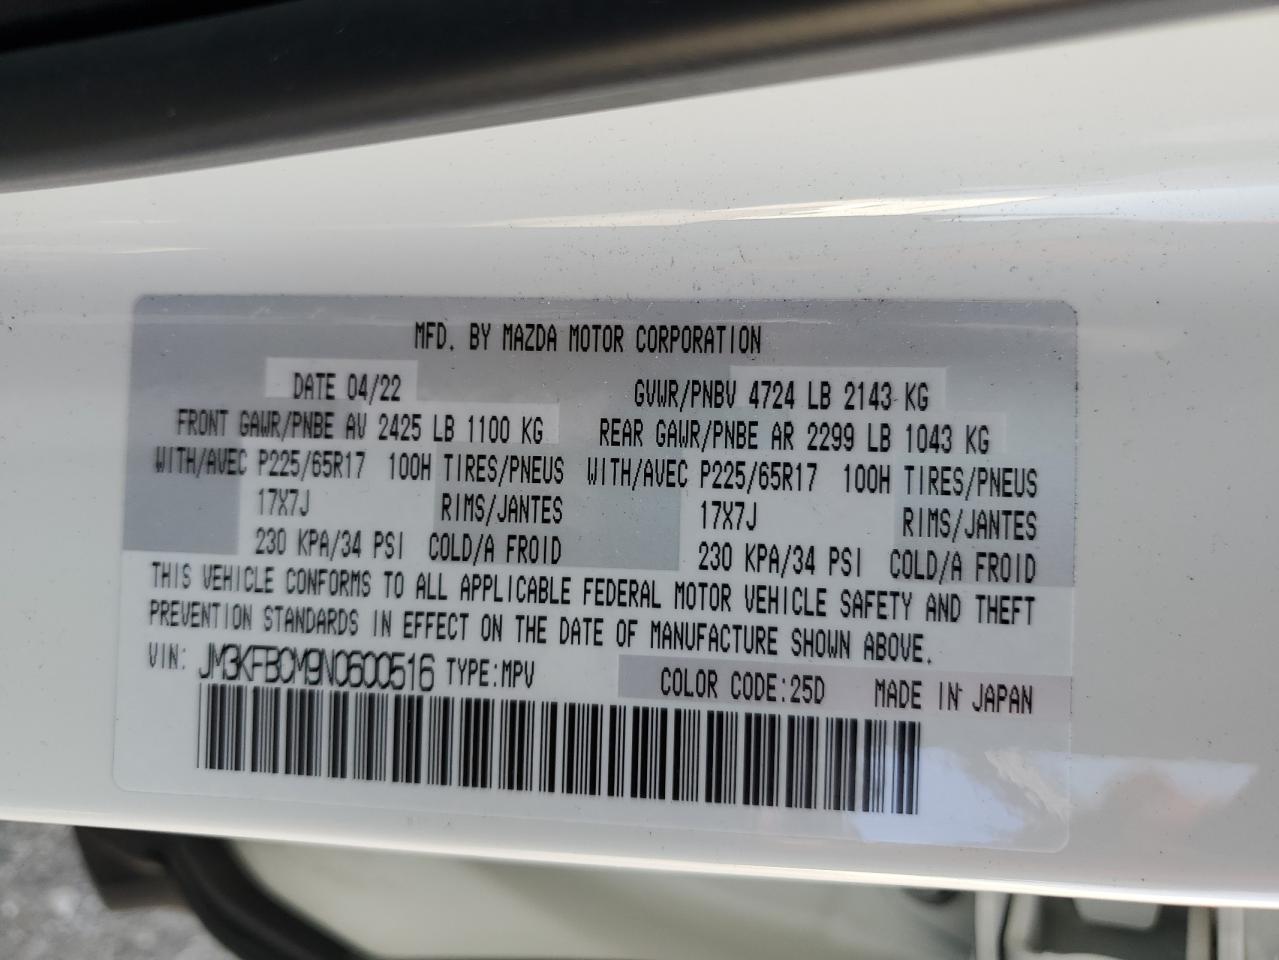 MFD. BY MAZDA MOTOR CORPORATION
DATE 04/22 GVWR/PNBV 4724 LB 2143 KG
FRONT GAWR/PNBE AV 2425 LB 1100 KG REAR GAWR/PNBE AR 2299 LB 1043 KG
WITH/AVEC P225/65R17 100H TIRES/PNEUS WITH/AVEC P225/65R17 100H TIRES/PNEUS
17X7J RIMS/JANTES 17X7J RIMS/JANTES
230 KPA/34 PSI COLD/A FROID 230 KPA/34 PSI COLD/A FROID
THIS VEHICLE CONFORMS TO ALL APPLICABLE FEDERAL MOTOR VEHICLE SAFETY AND THEFT
PREVENTION STANDARDS IN EFFECT ON THE DATE OF MANUFACTURE SHOWN ABOVE.
VIN: JM3KFBCM9N0600516 TYPE:MPV COLOR CODE:25D MADE IN JAPAN